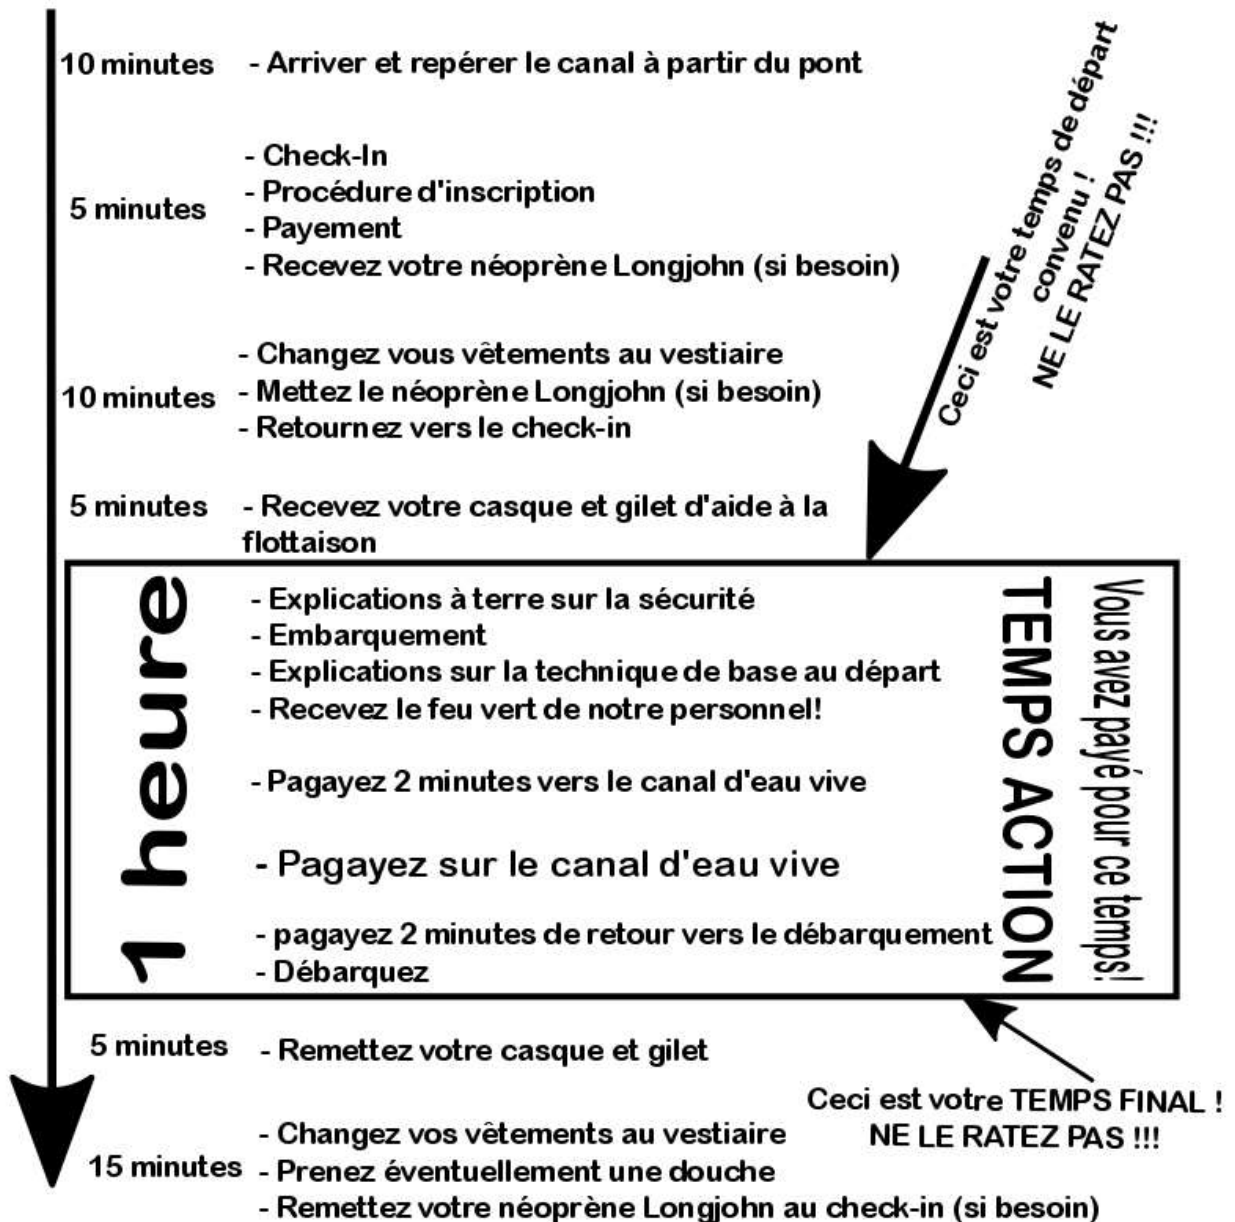 10 minutes - Arriver et repérer le canal à partir du pont
Ceci est votre temps de départ
convenu !
NE LE RATEZ PAS !!!
- Check-In
- Procédure d'inscription
5 minutes
- Payement
- Recevez votre néoprène Longjohn (si besoin)
- Changez vous vêtements au vestiaire
10 minutes - Mettez le néoprène Longjohn (si besoin)
- Retournez vers le check-in
5 minutes - Recevez votre casque et gilet d'aide à la
flottaison
1 heure
- Explications à terre sur la sécurité
- Embarquement
- Explications sur la technique de base au départ
- Recevez le feu vert de notre personnel!
- Pagayez 2 minutes vers le canal d'eau vive
- Pagayez sur le canal d'eau vive
- pagayez 2 minutes de retour vers le débarquement
- Débarquez
TEMPS ACTION
Vous avez payé pour ce temps!
5 minutes - Remettez votre casque et gilet
Ceci est votre TEMPS FINAL !
NE LE RATEZ PAS !!!
- Changez vos vêtements au vestiaire
15 minutes - Prenez éventuellement une douche
- Remettez votre néoprène Longjohn au check-in (si besoin)